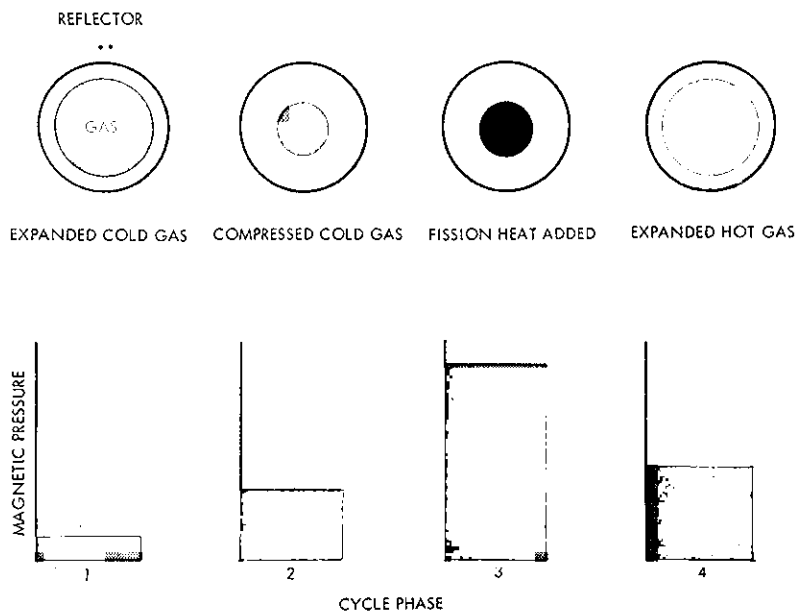 REFLECTOR
GAS
EXPANDED COLD GAS
COMPRESSED COLD GAS
FISSION HEAT ADDED
EXPANDED HOT GAS
MAGNETIC PRESSURE
1
2
3
4
CYCLE PHASE